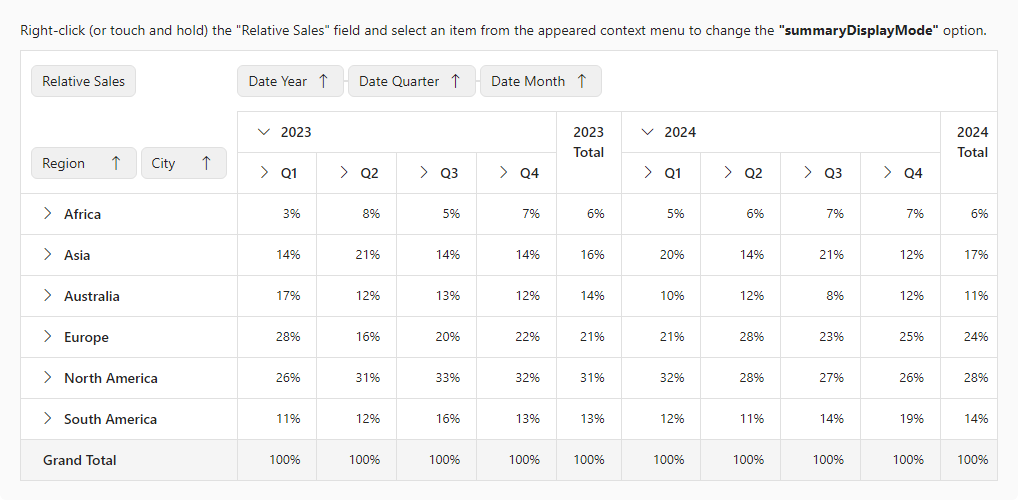 Right-click (or touch and hold) the "Relative Sales" field and select an item from the appeared context menu to change the "summaryDisplayMode" option.
Relative Sales Date Year Date Quarter Date Month
2023 2023 Total 2024 2024 Total
Region City Q1 Q2 Q3 Q4 Q1 Q2 Q3 Q4
Africa 3% 8% 5% 7% 6% 5% 6% 7% 7% 6%
Asia 14% 21% 14% 14% 16% 20% 14% 21% 12% 17%
Australia 17% 12% 13% 12% 14% 10% 12% 8% 12% 11%
Europe 28% 16% 20% 22% 21% 21% 28% 23% 25% 24%
North America 26% 31% 33% 32% 31% 32% 28% 27% 26% 28%
South America 11% 12% 16% 13% 13% 12% 11% 14% 19% 14%
Grand Total 100% 100% 100% 100% 100% 100% 100% 100% 100% 100%